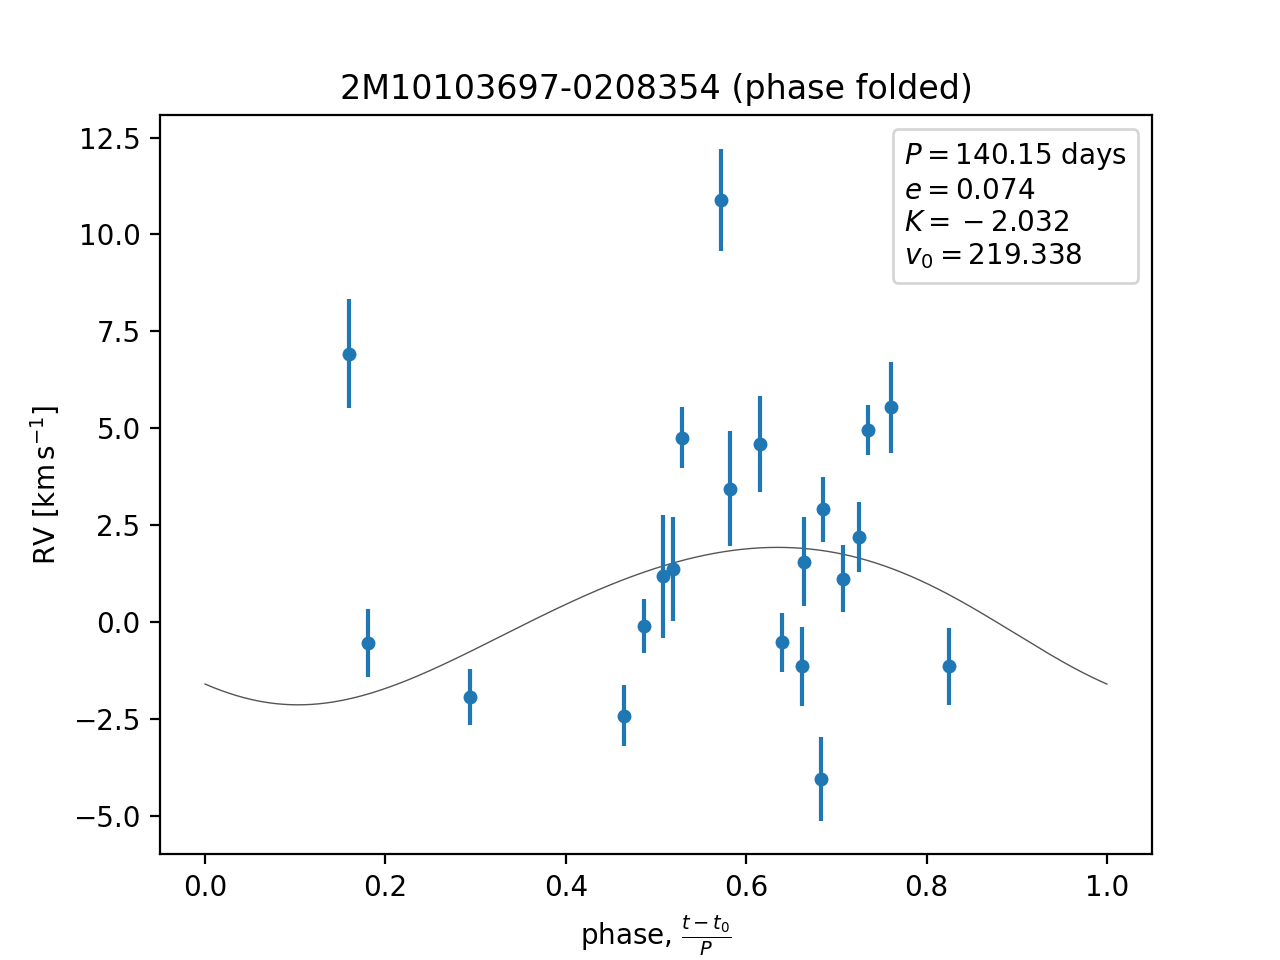 2M10103697-0208354 (phase folded)
P = 140.15 days
e = 0.074
K = −2.032
v₀ = 219.338
12.5
10.0
7.5
5.0
2.5
0.0
−2.5
−5.0
RV [km s⁻¹]
0.0 0.2 0.4 0.6 0.8 1.0
phase, (t − t₀)/P